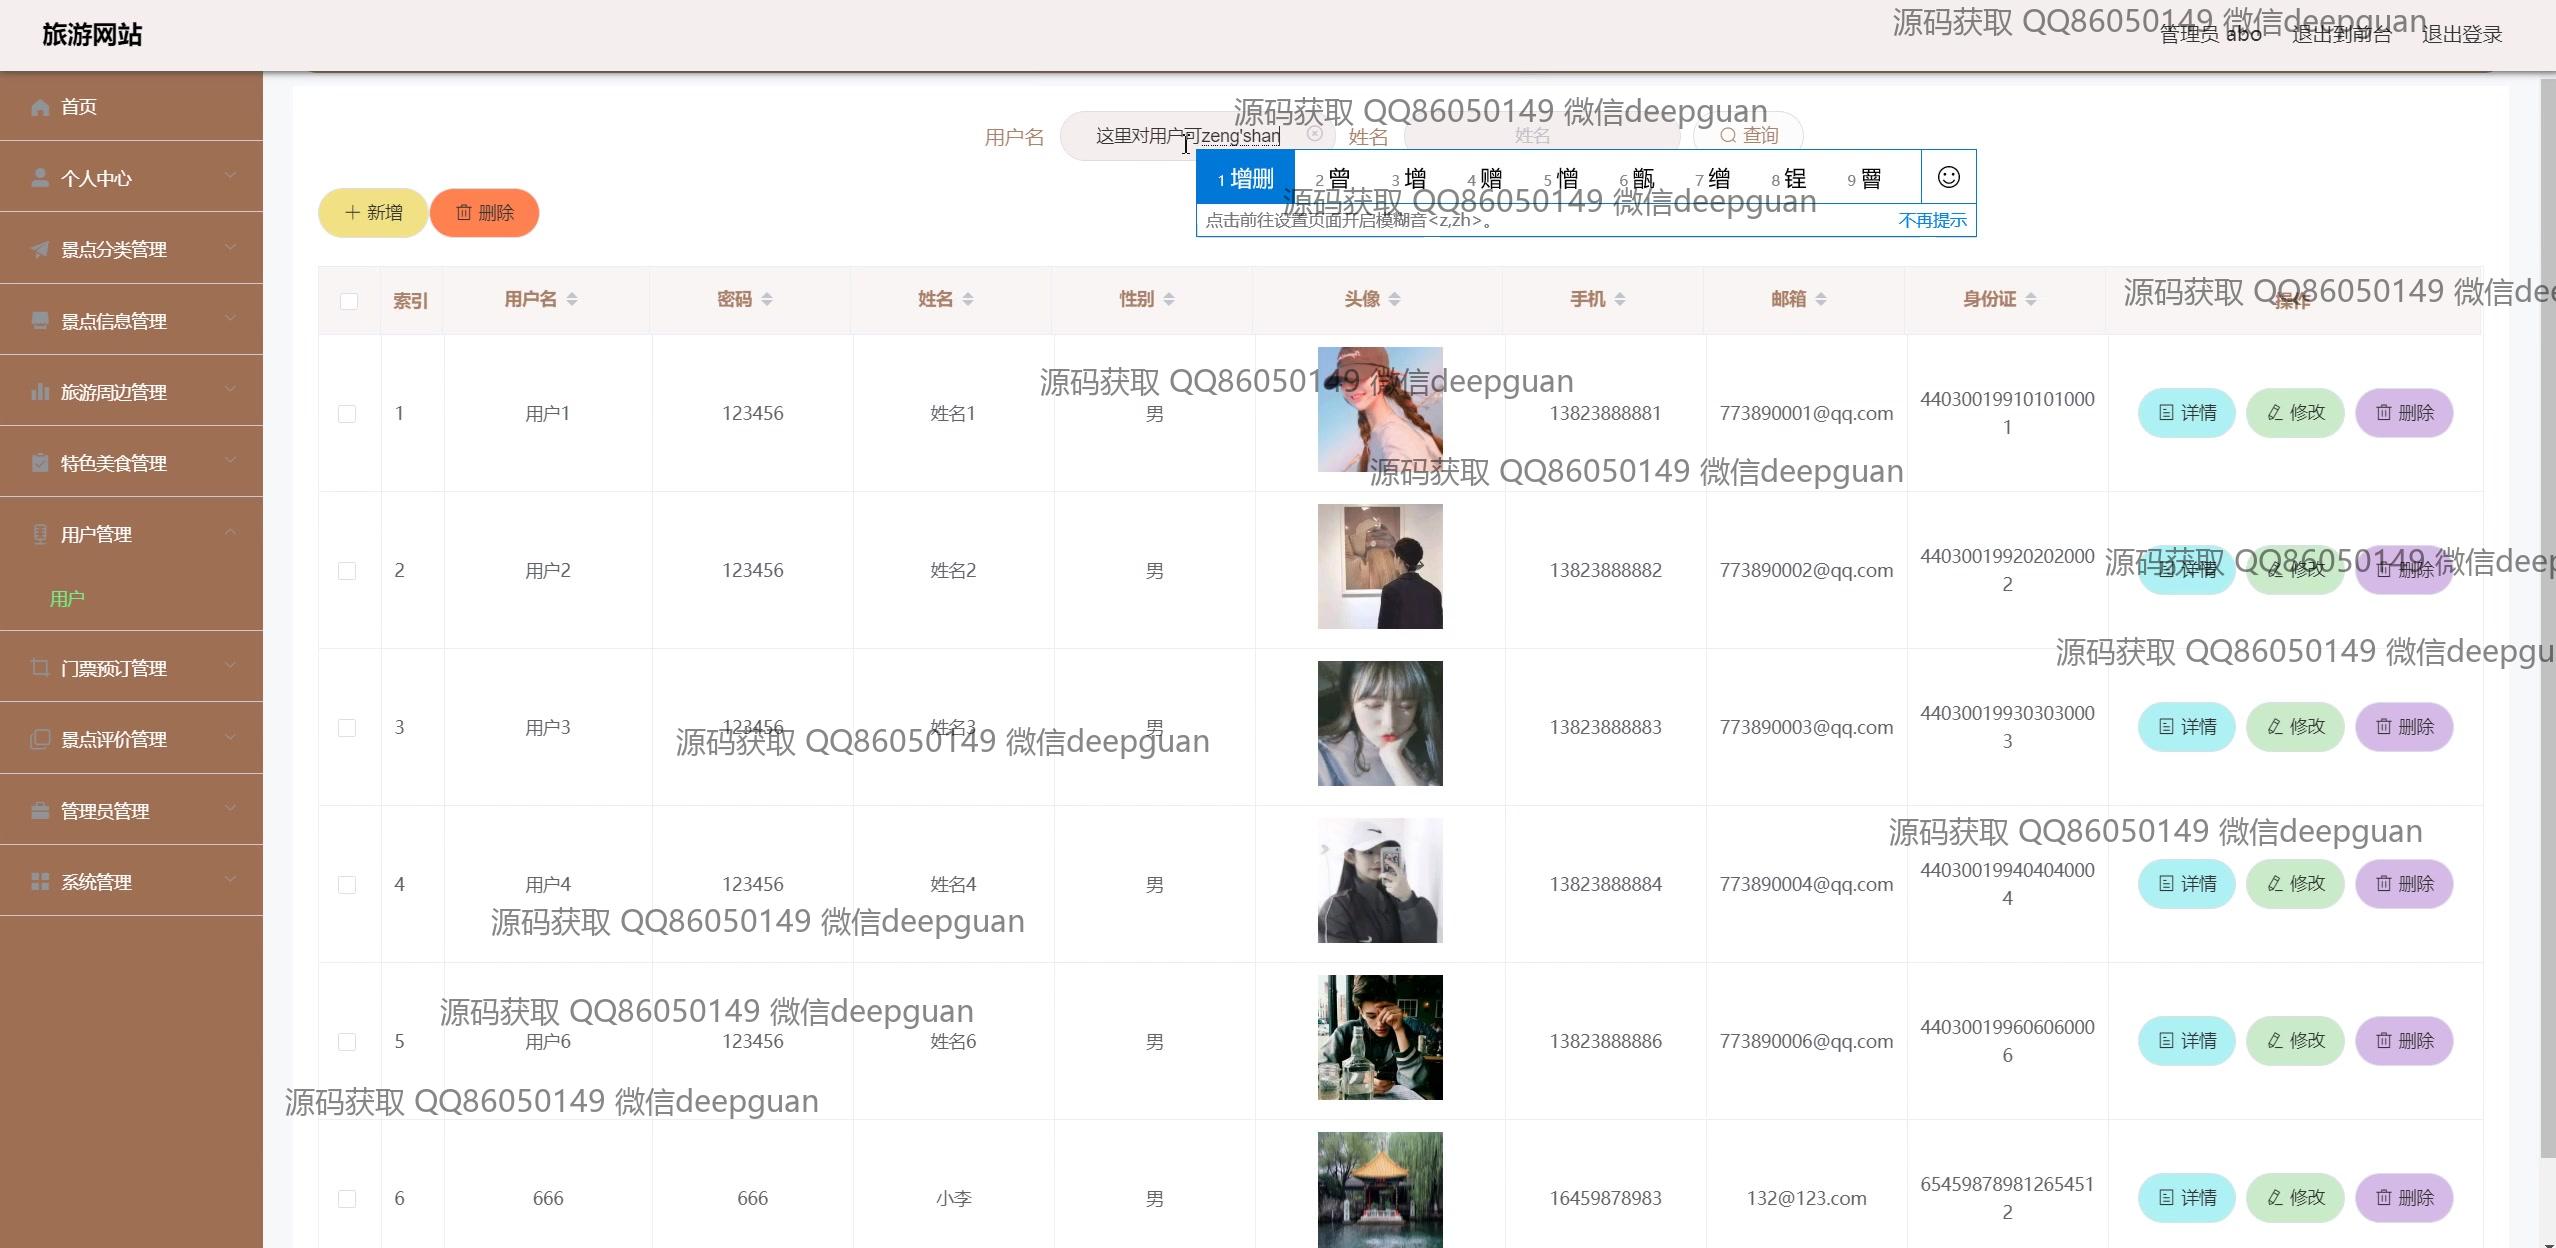 旅游网站
源码获取 QQ86050149 微信deepguan
管理员 abo 退出到前台 退出登录
首页
个人中心
景点分类管理
景点信息管理
旅游周边管理
特色美食管理
用户管理
用户
门票预订管理
景点评价管理
管理员管理
系统管理
源码获取 QQ86050149 微信deepguan
用户名 这里对用户可zeng'shan 姓名 姓名 查询
1 增删 2 曾 3 增 4 赠 5 憎 6 甑 7 缯 8 锃 9 罾
源码获取 QQ86050149 微信deepguan
点击前往设置页面开启模糊音<z,zh>。 不再提示
新增 删除
索引 用户名 密码 姓名 性别 头像 手机 邮箱 身份证 操作
源码获取 QQ86050149 微信dee
源码获取 QQ86050149 微信deepguan
1 用户1 123456 姓名1 男 13823888881 773890001@qq.com 440300199101010001 详情 修改 删除
源码获取 QQ86050149 微信deepguan
2 用户2 123456 姓名2 男 13823888882 773890002@qq.com 440300199202020002 详情 修改 删除
源码获取 QQ86050149 微信deep
源码获取 QQ86050149 微信deepgu
3 用户3 123456 姓名3 男 13823888883 773890003@qq.com 440300199303030003 详情 修改 删除
源码获取 QQ86050149 微信deepguan
源码获取 QQ86050149 微信deepguan
4 用户4 123456 姓名4 男 13823888884 773890004@qq.com 440300199404040004 详情 修改 删除
源码获取 QQ86050149 微信deepguan
源码获取 QQ86050149 微信deepguan
5 用户6 123456 姓名6 男 13823888886 773890006@qq.com 440300199606060006 详情 修改 删除
源码获取 QQ86050149 微信deepguan
6 666 666 小李 男 16459878983 132@123.com 654598789812654512 详情 修改 删除